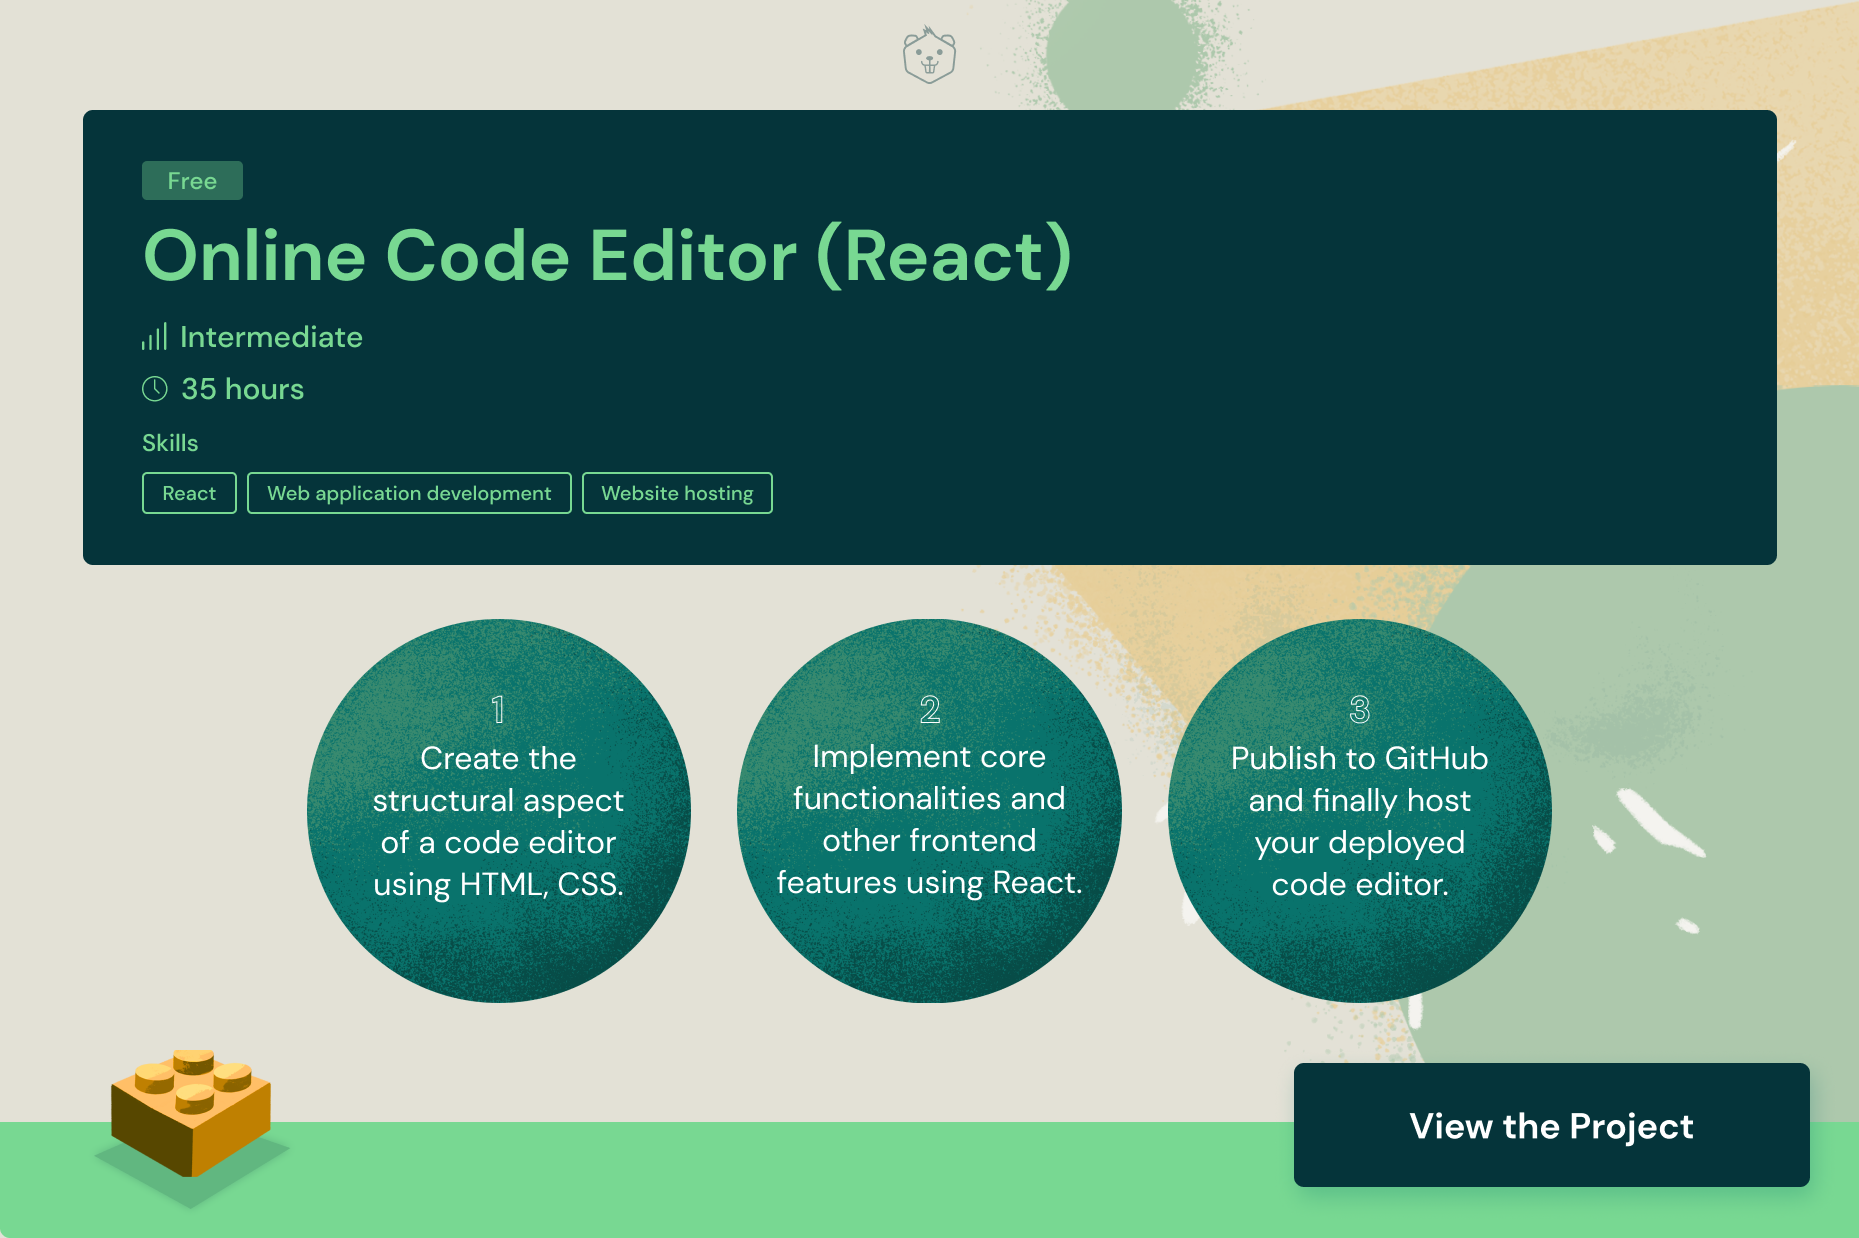 Free
Online Code Editor (React)
Intermediate
35 hours
Skills
React
Web application development
Website hosting
1
Create the
structural aspect
of a code editor
using HTML, CSS.
2
Implement core
functionalities and
other frontend
features using React.
3
Publish to GitHub
and finally host
your deployed
code editor.
View the Project